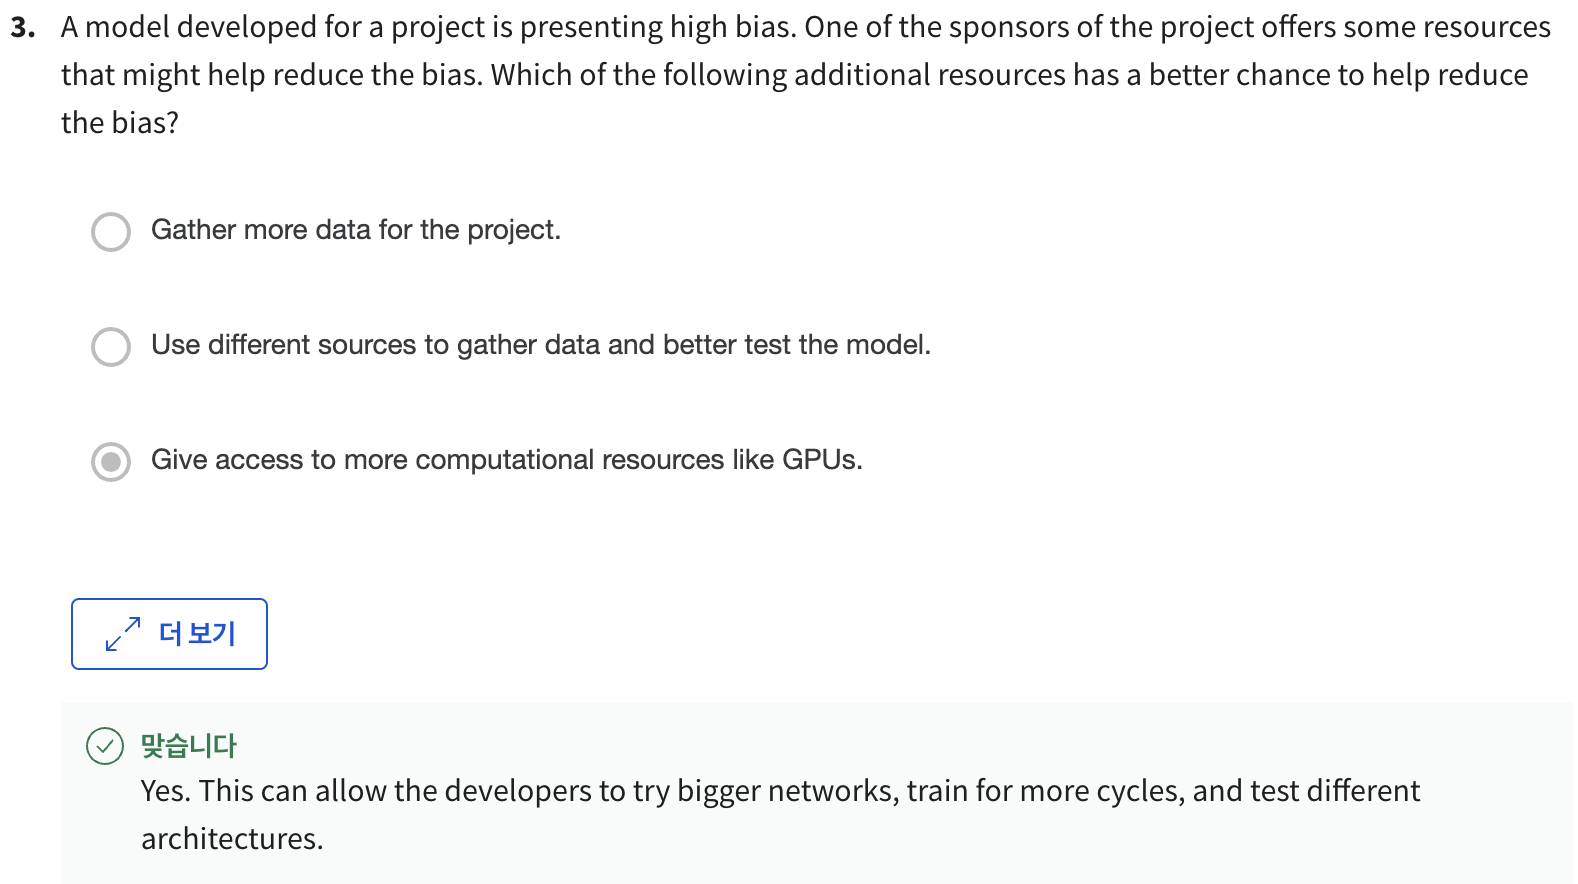 3. A model developed for a project is presenting high bias. One of the sponsors of the project offers some resources
that might help reduce the bias. Which of the following additional resources has a better chance to help reduce
the bias?
Gather more data for the project.
Use different sources to gather data and better test the model.
Give access to more computational resources like GPUs.
더 보기
맞습니다
Yes. This can allow the developers to try bigger networks, train for more cycles, and test different
architectures.